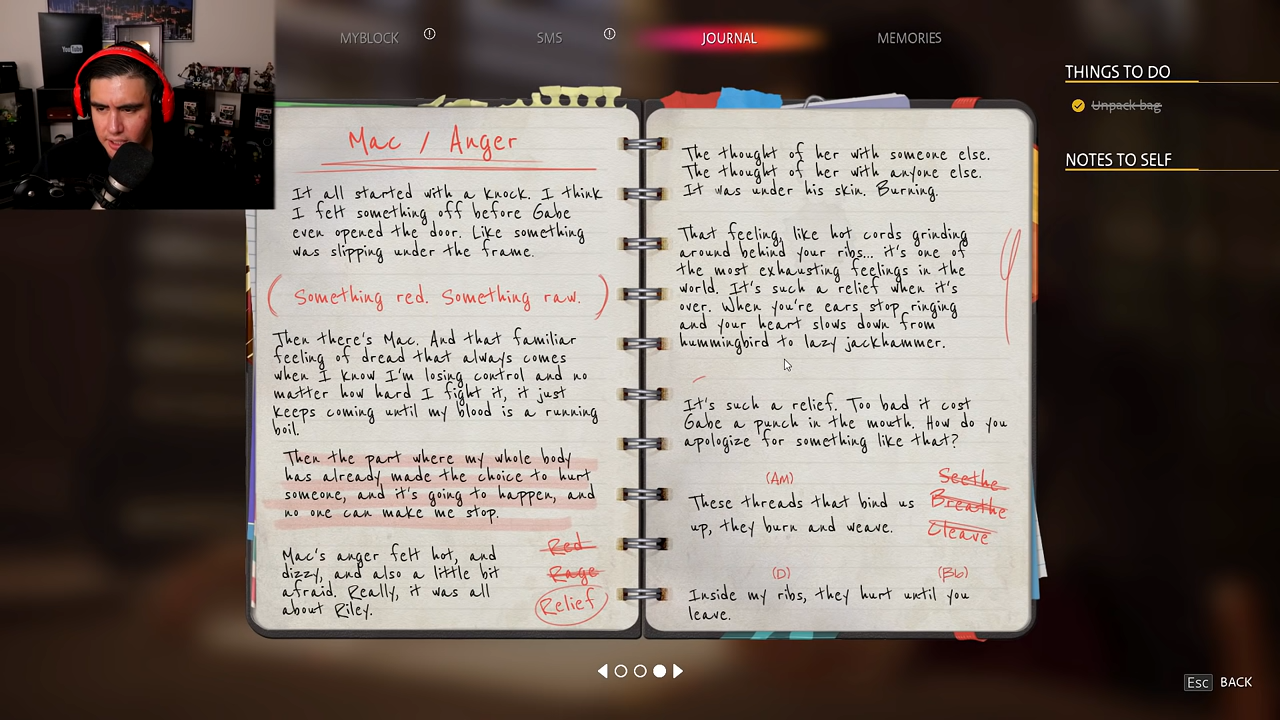 YouTube
MYBLOCK
SMS
JOURNAL
MEMORIES
THINGS TO DO
Unpack bag
NOTES TO SELF
Mac / Anger
It all started with a knock. I think
I felt something off before Gabe
even opened the door. Like something
was slipping under the frame.
(Something red. Something raw.)
Then there's Mac. And that familiar
feeling of dread that always comes
when I know I'm losing control and no
matter how hard I fight it, it just
keeps coming until my blood is a running
boil.
Then the part where my whole body
has already made the choice to hurt
someone, and it's going to happen, and
no one can make me stop.
Mac's anger felt hot, and
dizzy, and also a little bit
afraid. Really, it was all
about Riley.
Red
Rage
Relief
The thought of her with someone else.
The thought of her with anyone else.
It was under his skin. Burning.
That feeling, like hot cords grinding
around behind your ribs... it's one of
the most exhausting feelings in the
world. It's such a relief when it's
over. When you're ears stop ringing
and your heart slows down from
hummingbird to lazy jackhammer.
It's such a relief. Too bad it cost
Gabe a punch in the mouth. How do you
apologize for something like that?
(AM)
These threads that bind us
up, they burn and weave.
Seethe
Breathe
Cleave
(D)
(Bb)
Inside my ribs, they hurt until you
leave.
Esc BACK